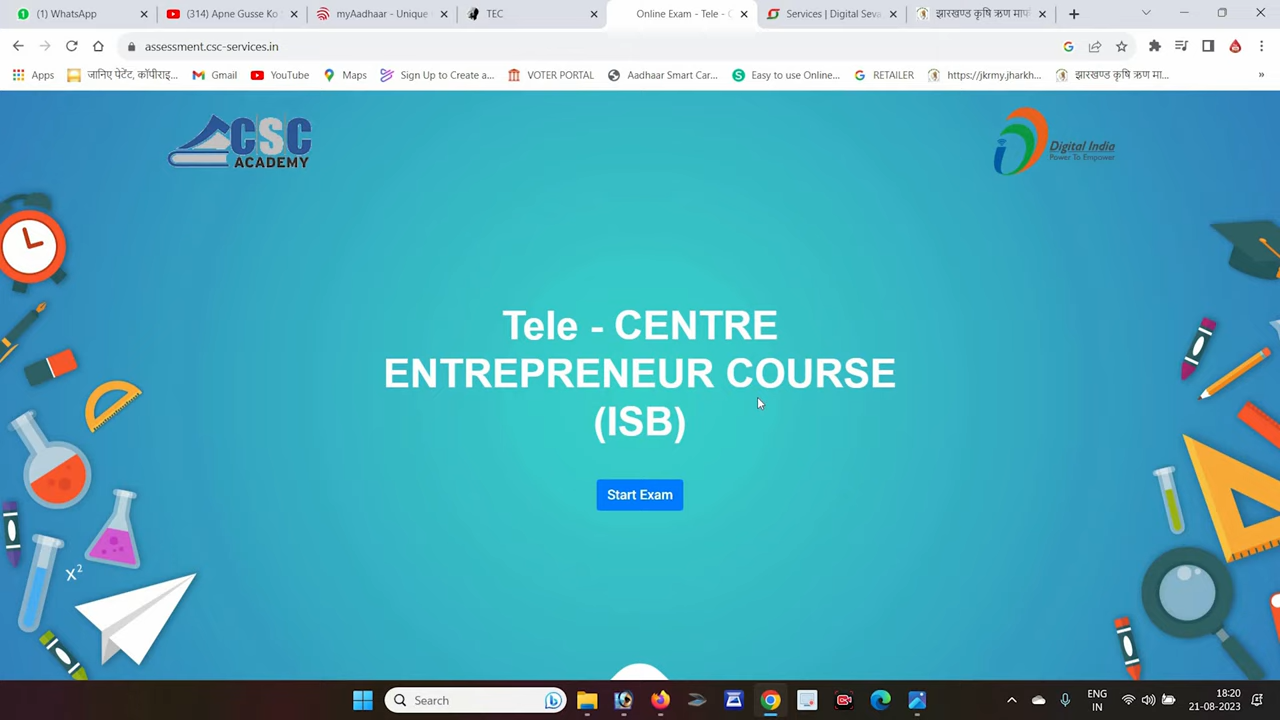 (1) WhatsApp
(314) Apne Gusse Ko
myAadhaar - Unique
TEC
Online Exam - Tele - C
Services | Digital Seva
झारखण्ड कृषि ऋण माफ
assessment.csc-services.in
Apps
जानिए पेटेंट, कॉपीराइ...
Gmail
YouTube
Maps
Sign Up to Create a...
VOTER PORTAL
Aadhaar Smart Car...
Easy to use Online...
RETAILER
https://jkrmy.jharkh...
झारखण्ड कृषि ऋण मा...
»
CSC
ACADEMY
Digital India
Power To Empower
Tele - CENTRE
ENTREPRENEUR COURSE
(ISB)
Start Exam
x²
Search
ENG
IN
18:20
21-08-2023